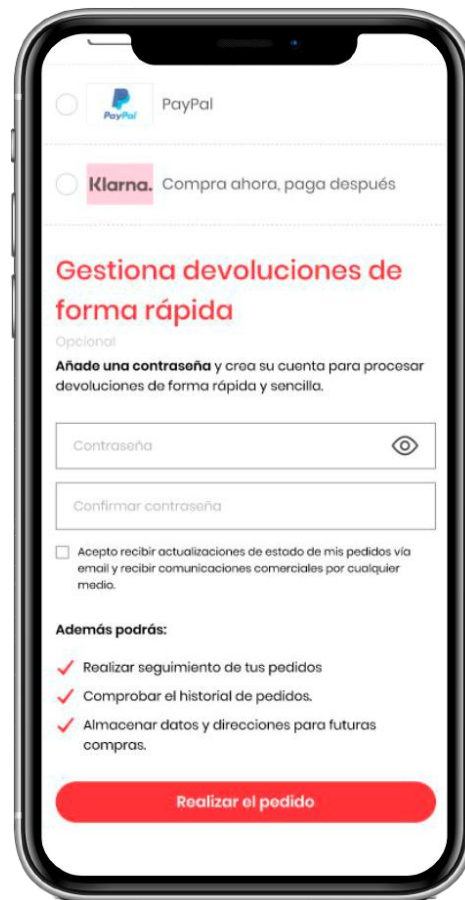 PayPal
PayPal
Klarna.
Compra ahora, paga después
Gestiona devoluciones de
forma rápida
Opcional
Añade una contraseña y crea su cuenta para procesar
devoluciones de forma rápida y sencilla.
Contraseña
Confirmar contraseña
Acepto recibir actualizaciones de estado de mis pedidos vía
email y recibir comunicaciones comerciales por cualquier
medio.
Además podrás:
Realizar seguimiento de tus pedidos
Comprobar el historial de pedidos.
Almacenar datos y direcciones para futuras
compras.
Realizar el pedido